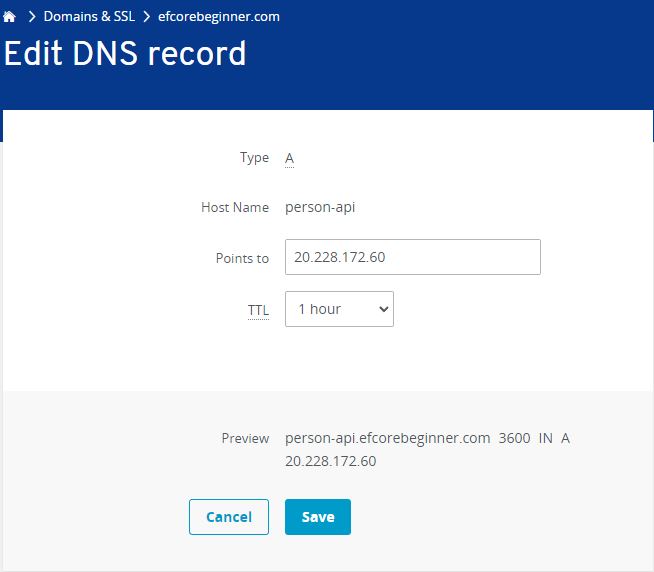 Domains & SSL > efcorebeginner.com
Edit DNS record
Type A
Host Name person-api
Points to 20.228.172.60
TTL 1 hour
Preview person-api.efcorebeginner.com 3600 IN A
20.228.172.60
Cancel Save